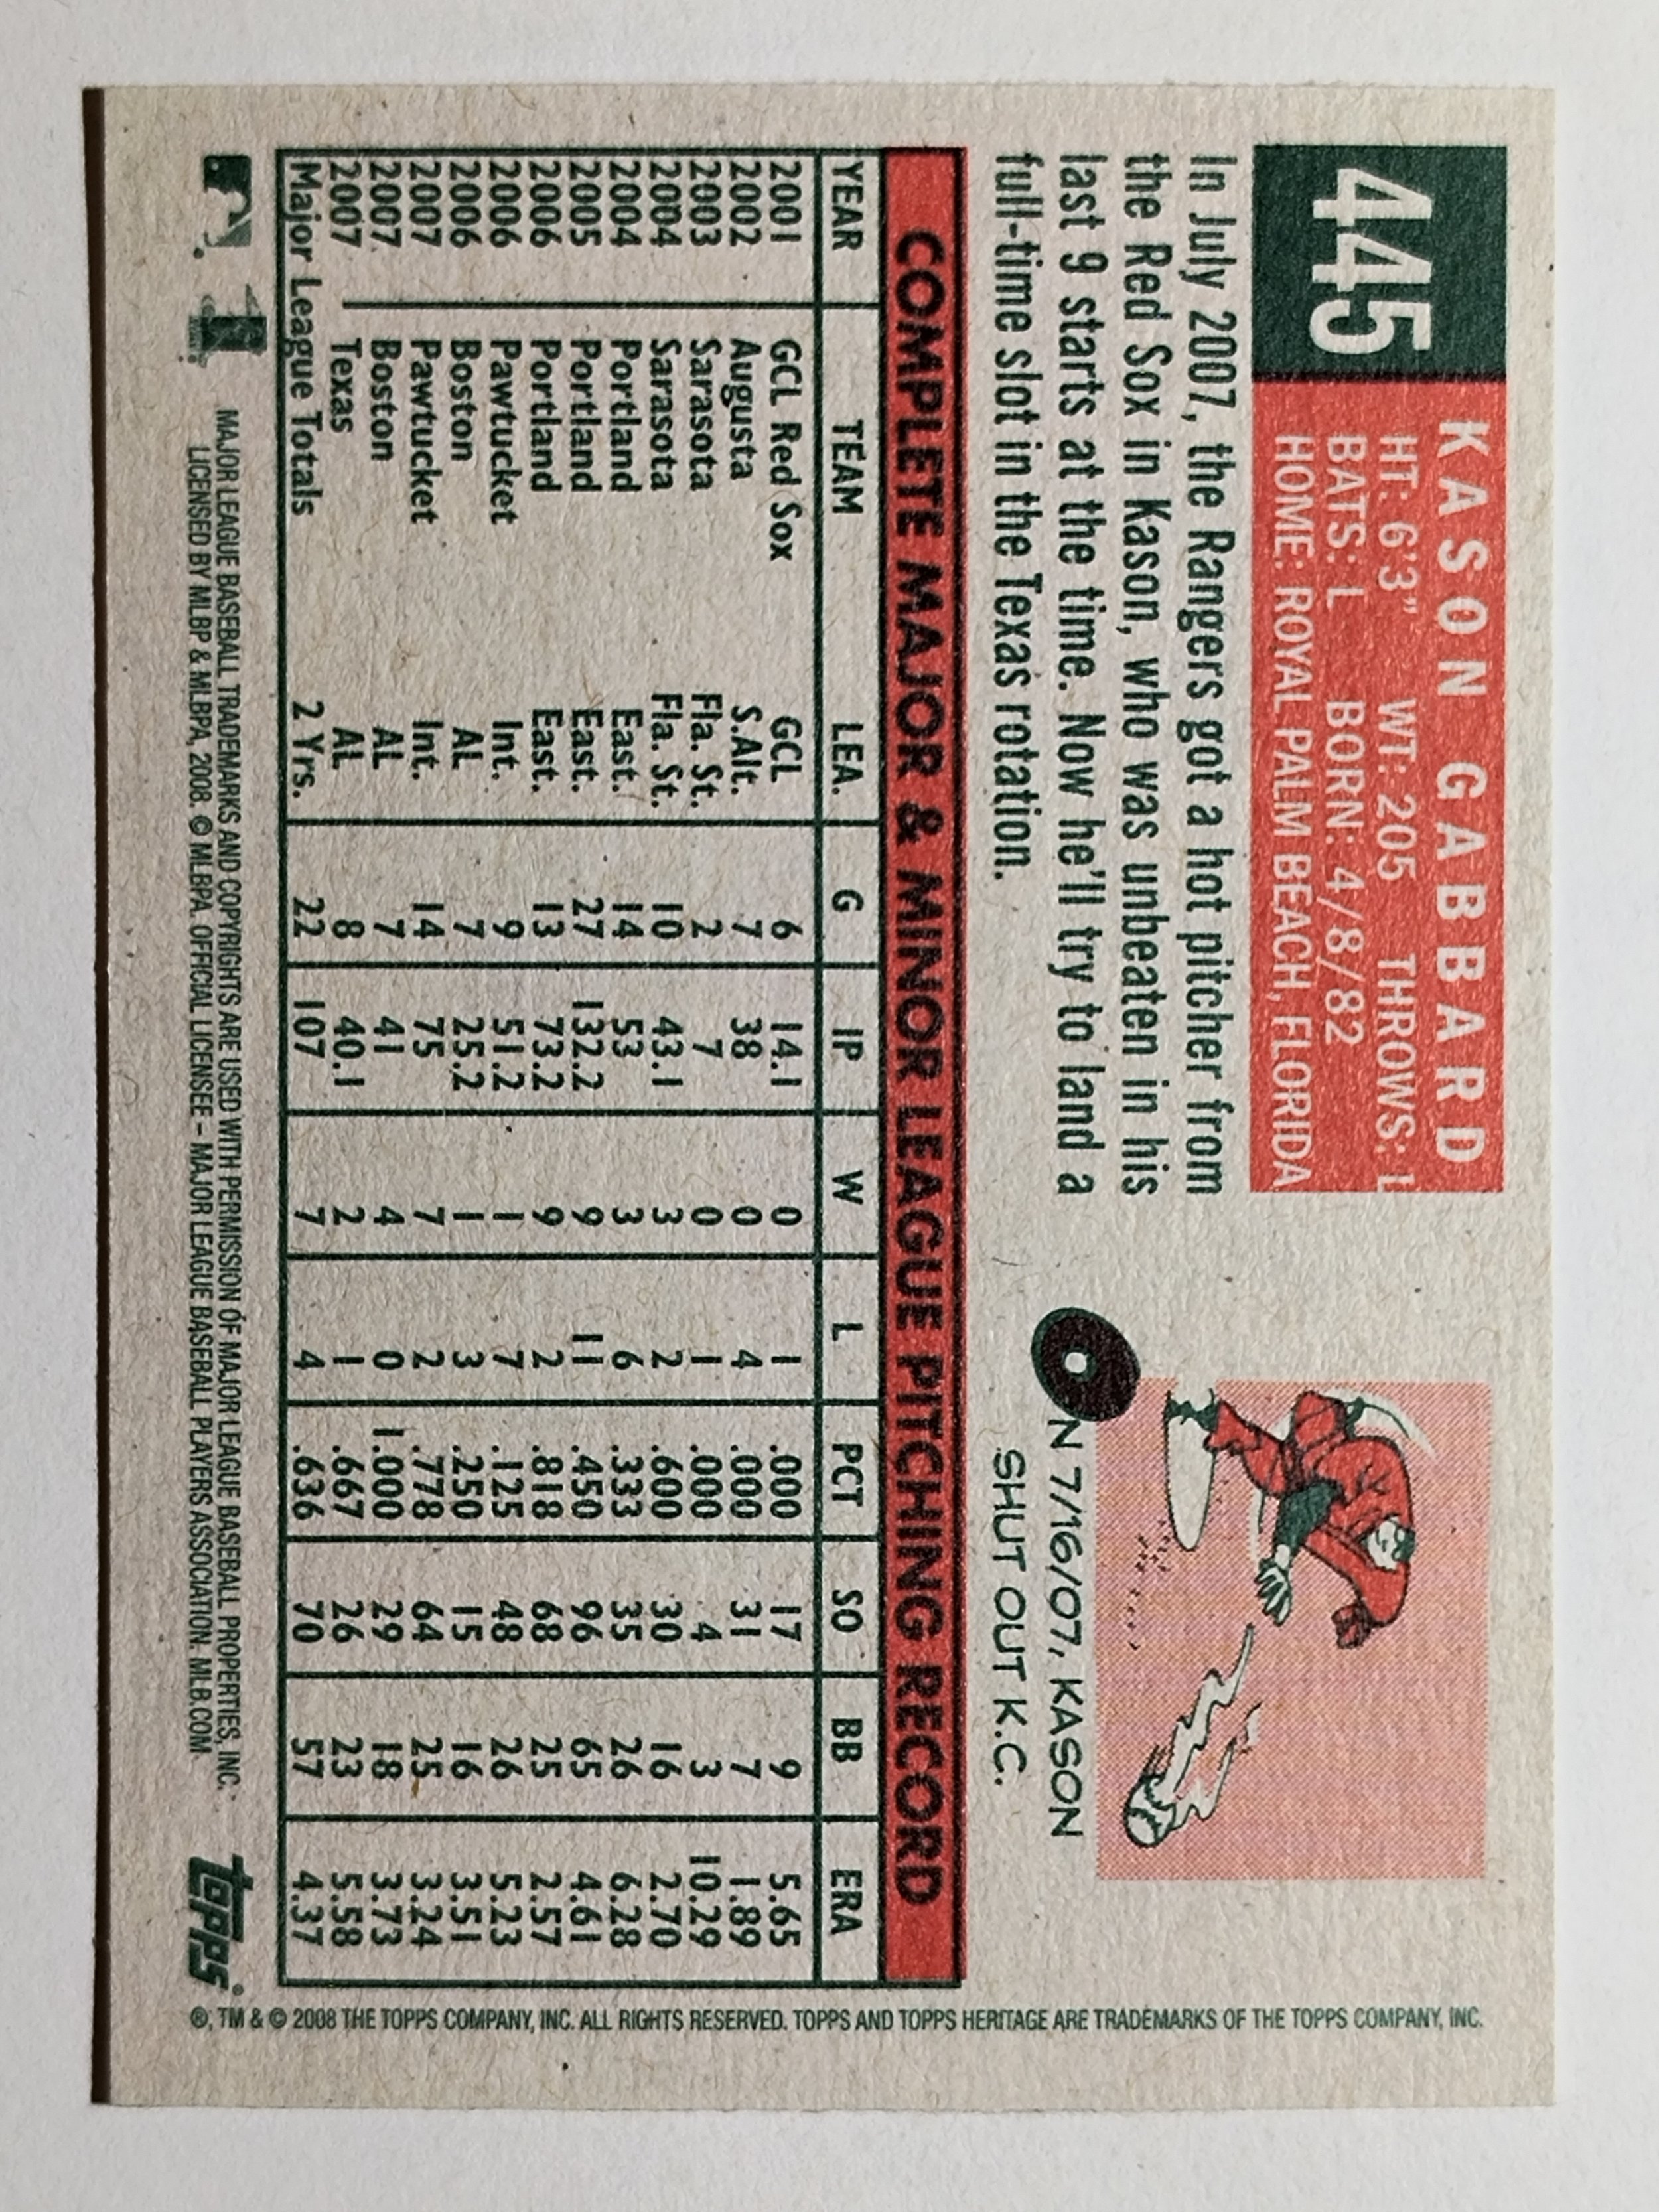 445
KASON GABBARD
HT: 6'3" WT: 205 THROWS: L
BATS: L BORN: 4/8/82
HOME: ROYAL PALM BEACH, FLORIDA
In July 2007, the Rangers got a hot pitcher from
the Red Sox in Kason, who was unbeaten in his
last 9 starts at the time. Now he'll try to land a
full-time slot in the Texas rotation.
ON 7/16/07, KASON
SHUT OUT K.C.
COMPLETE MAJOR & MINOR LEAGUE PITCHING RECORD
YEAR TEAM LEA. G IP W L PCT SO BB ERA
2001 GCL Red Sox GCL 6 14.1 0 1 .000 17 9 5.65
2002 Augusta S.Alt. 7 38 0 4 .000 31 7 1.89
2003 Sarasota Fla. St. 2 7 0 1 .000 4 3 10.29
2004 Sarasota Fla. St. 10 43.1 3 2 .600 30 16 2.70
2004 Portland East. 14 53 3 6 .333 35 26 6.28
2005 Portland East. 27 132.2 9 11 .450 96 65 4.61
2006 Portland East. 13 73.2 9 2 .818 68 25 2.57
2006 Pawtucket Int. 9 51.2 1 7 .125 48 26 5.23
2006 Boston AL 7 25.2 1 3 .250 15 16 3.51
2007 Pawtucket Int. 14 75 7 2 .778 64 25 3.24
2007 Boston AL 7 41 4 0 1.000 29 18 3.73
2007 Texas AL 8 40.1 2 1 .667 26 23 5.58
Major League Totals 2 Yrs. 22 107 7 4 .636 70 57 4.37
MAJOR LEAGUE BASEBALL TRADEMARKS AND COPYRIGHTS ARE USED WITH PERMISSION OF MAJOR LEAGUE BASEBALL PROPERTIES, INC.
LICENSED BY MLBP & MLBPA, 2008. © MLBPA. OFFICIAL LICENSEE – MAJOR LEAGUE BASEBALL PLAYERS ASSOCIATION. MLB.COM.
topps®
®, TM & © 2008 THE TOPPS COMPANY, INC. ALL RIGHTS RESERVED. TOPPS AND TOPPS HERITAGE ARE TRADEMARKS OF THE TOPPS COMPANY, INC.